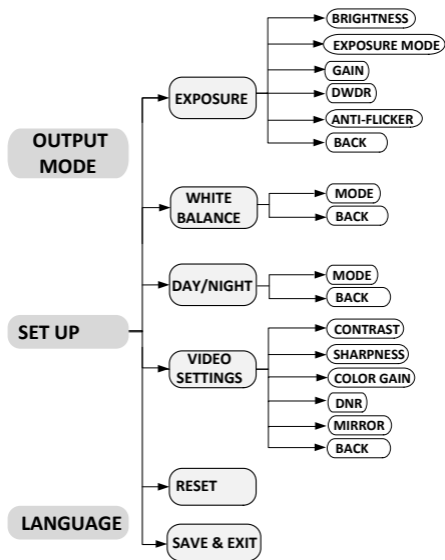 OUTPUT
MODE
SET UP
LANGUAGE
EXPOSURE
BRIGHTNESS
EXPOSURE MODE
GAIN
DWDR
ANTI-FLICKER
BACK
WHITE
BALANCE
MODE
BACK
DAY/NIGHT
MODE
BACK
VIDEO
SETTINGS
CONTRAST
SHARPNESS
COLOR GAIN
DNR
MIRROR
BACK
RESET
SAVE & EXIT